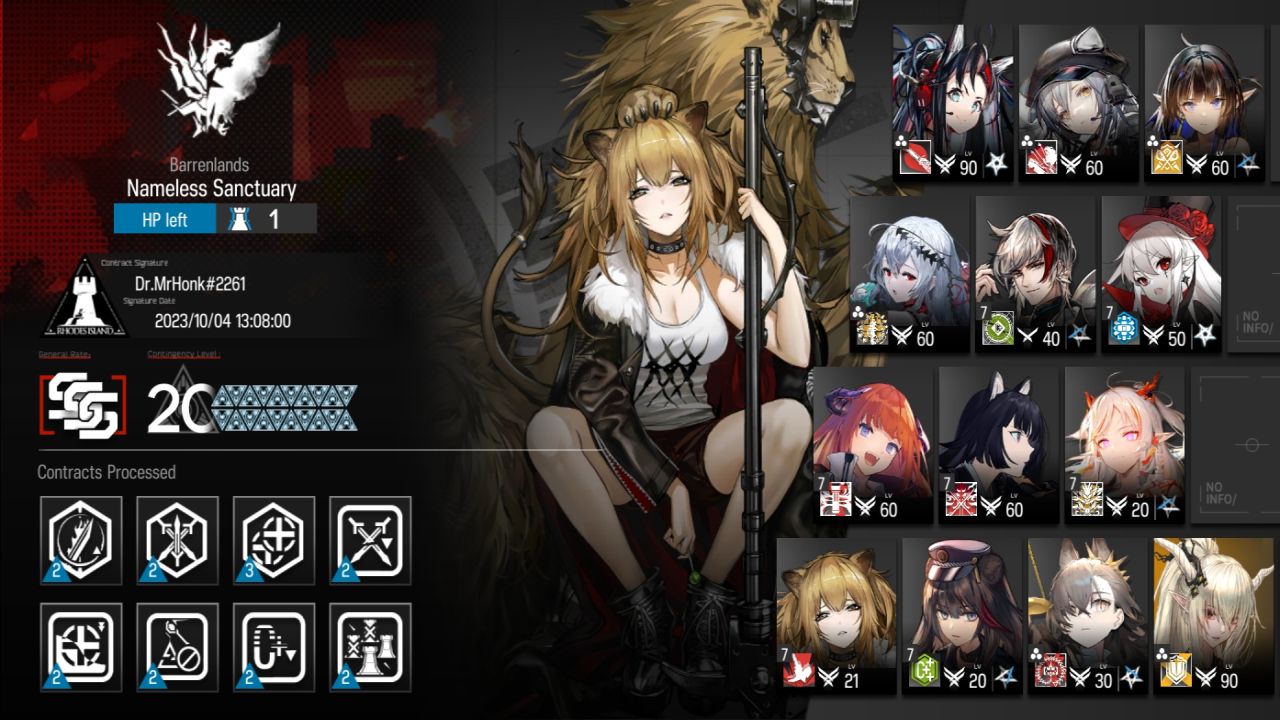 Barrenlands
Nameless Sanctuary
HP left 1
Contract Signature
Dr.MrHonk#2261
Signature Date
2023/10/04 13:08:00
RHODES ISLAND
General Rate:
Contingency Level:
SSS
20
Contracts Processed
2 2 3 2
2 2 2 2
LV 90
LV 60
LV 60
LV 60
7 LV 40
7 LV 50
NO
INFO/
7 LV 60
7 LV 60
7 LV 20
NO
INFO/
7 LV 21
7 LV 20
LV 30
LV 90